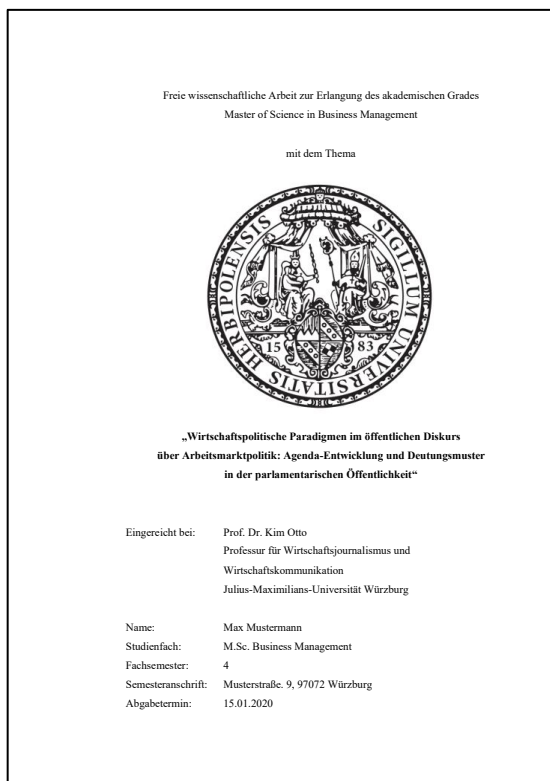 Freie wissenschaftliche Arbeit zur Erlangung des akademischen Grades
Master of Science in Business Management
mit dem Thema
SIGILLUM UNIVERSITATIS HERBIPOLENSIS
15 83
„Wirtschaftspolitische Paradigmen im öffentlichen Diskurs
über Arbeitsmarktpolitik: Agenda-Entwicklung und Deutungsmuster
in der parlamentarischen Öffentlichkeit“
Eingereicht bei: Prof. Dr. Kim Otto
Professur für Wirtschaftsjournalismus und
Wirtschaftskommunikation
Julius-Maximilians-Universität Würzburg
Name: Max Mustermann
Studienfach: M.Sc. Business Management
Fachsemester: 4
Semesteranschrift: Musterstraße. 9, 97072 Würzburg
Abgabetermin: 15.01.2020